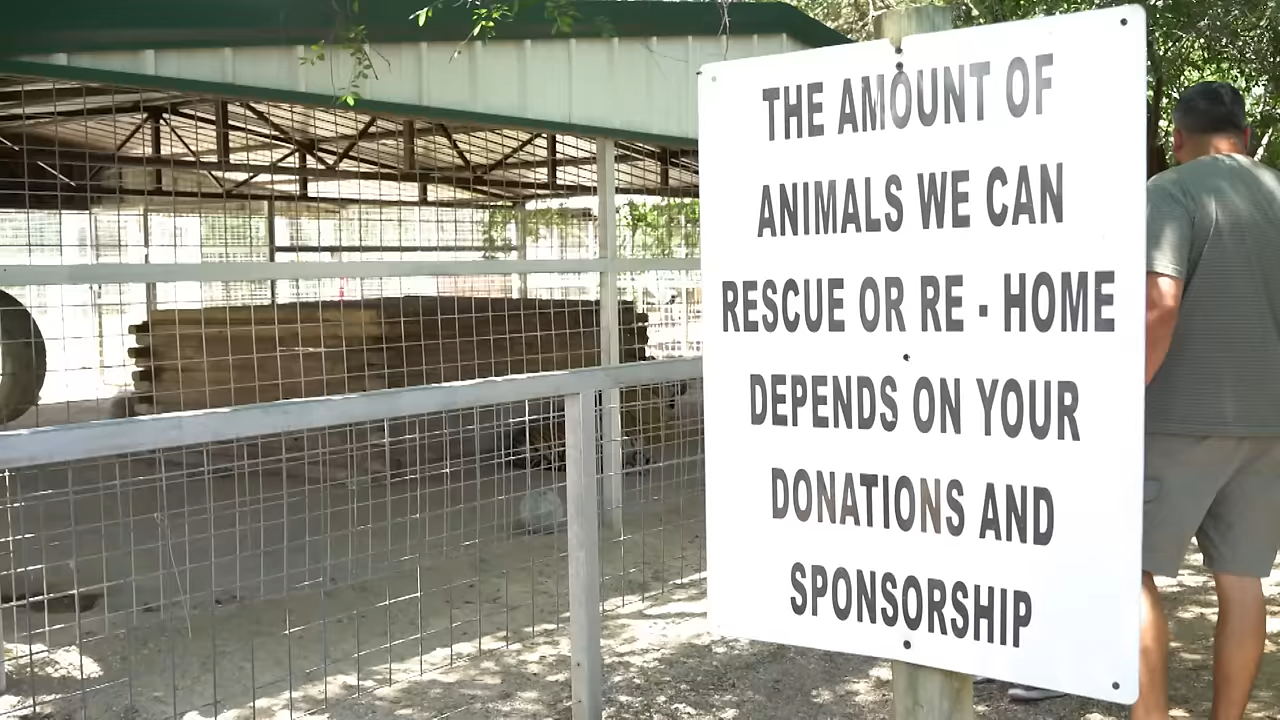 THE AMOUNT OF
ANIMALS WE CAN
RESCUE OR RE - HOME
DEPENDS ON YOUR
DONATIONS AND
SPONSORSHIP